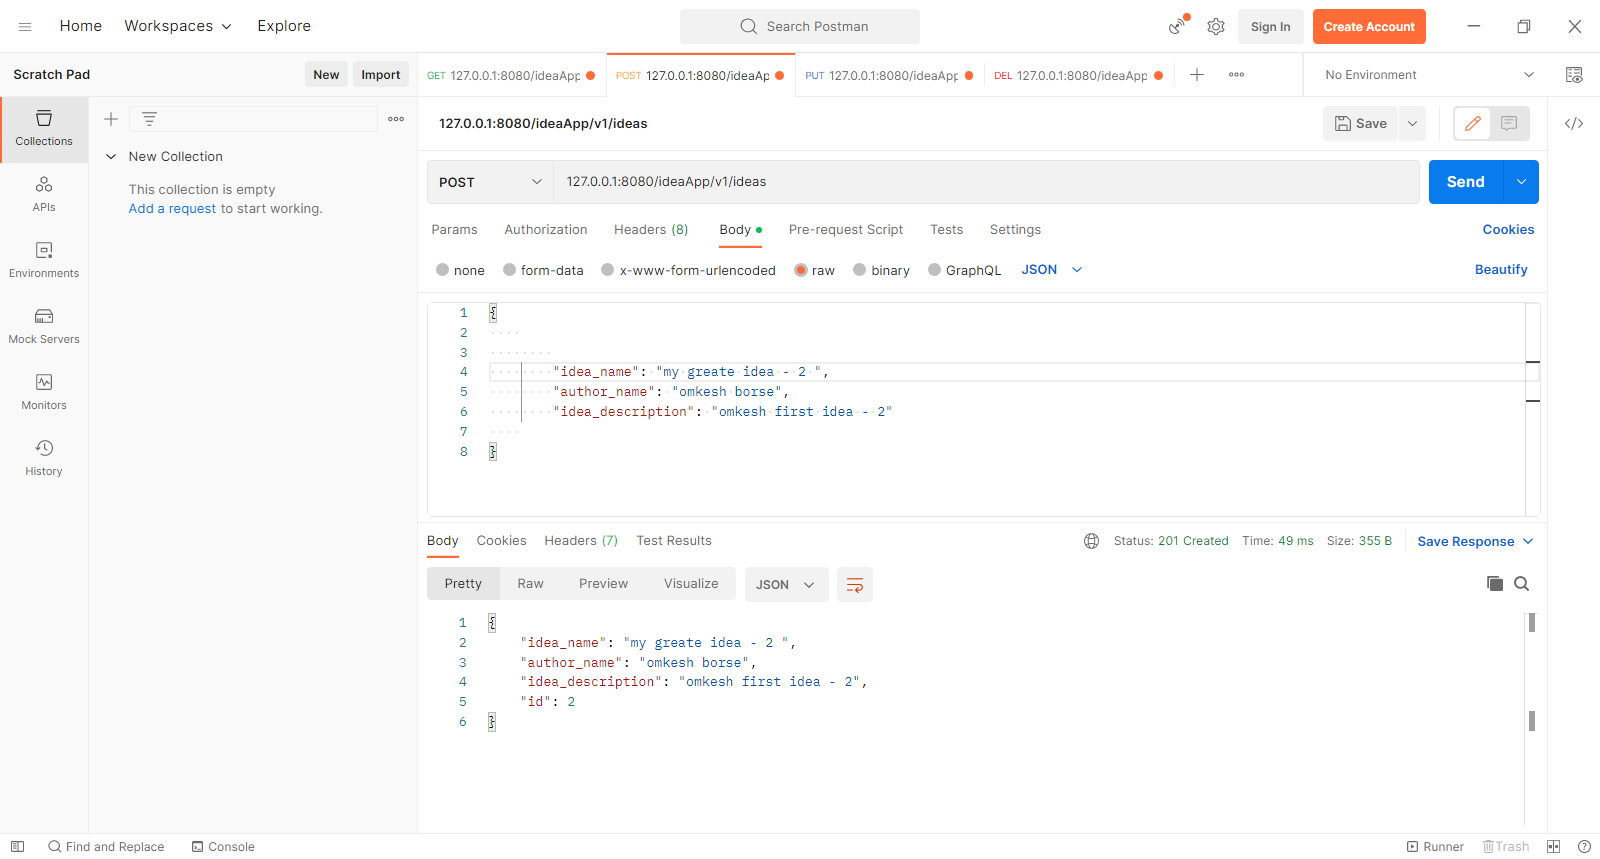 Home Workspaces Explore Search Postman Sign In Create Account
Scratch Pad New Import GET 127.0.0.1:8080/ideaApp POST 127.0.0.1:8080/ideaAp PUT 127.0.0.1:8080/ideaApp DEL 127.0.0.1:8080/ideaApp No Environment
Collections
APIs
Environments
Mock Servers
Monitors
History
New Collection
This collection is empty
Add a request to start working.
127.0.0.1:8080/ideaApp/v1/ideas Save
POST 127.0.0.1:8080/ideaApp/v1/ideas Send
Params Authorization Headers (8) Body Pre-request Script Tests Settings Cookies
none form-data x-www-form-urlencoded raw binary GraphQL JSON Beautify
1 {
2
3
4 "idea_name": "my greate idea - 2 ",
5 "author_name": "omkesh borse",
6 "idea_description": "omkesh first idea - 2"
7
8 }
Body Cookies Headers (7) Test Results Status: 201 Created Time: 49 ms Size: 355 B Save Response
Pretty Raw Preview Visualize JSON
1 {
2 "idea_name": "my greate idea - 2 ",
3 "author_name": "omkesh borse",
4 "idea_description": "omkesh first idea - 2",
5 "id": 2
6 }
Find and Replace Console Runner Trash